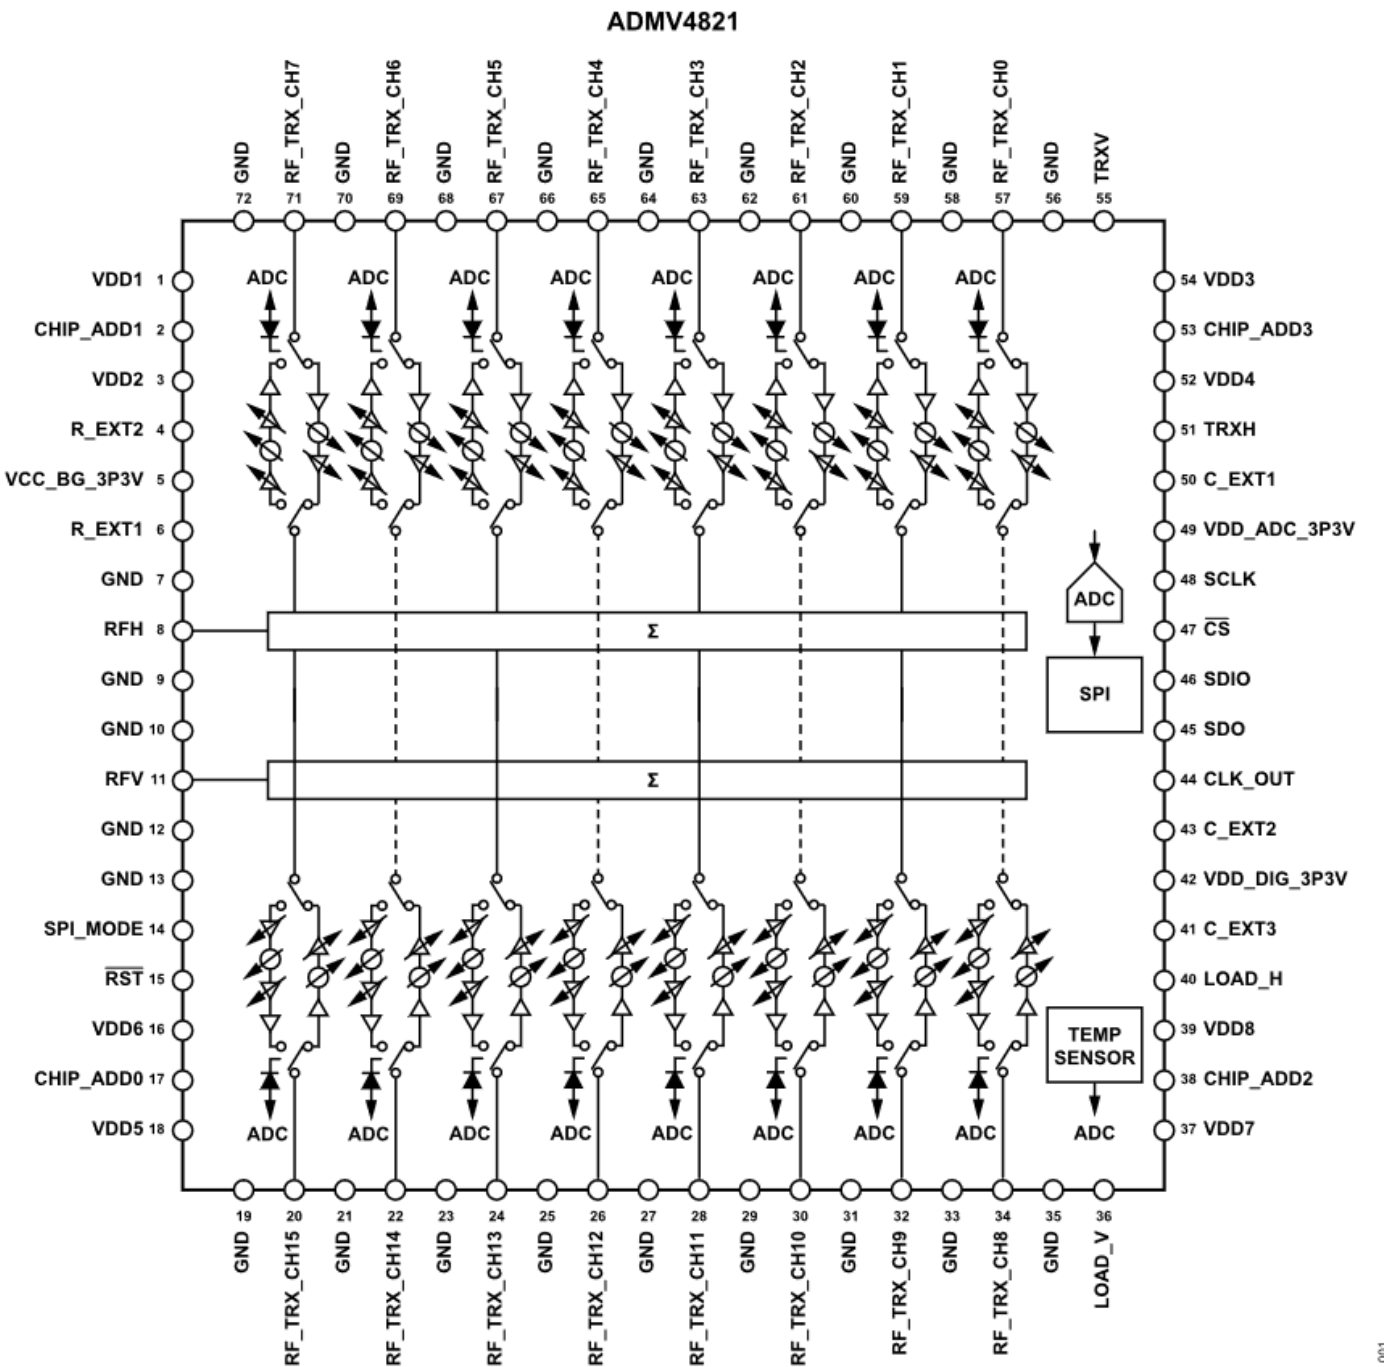 ADMV4821
GND
RF_TRX_CH7
GND
RF_TRX_CH6
GND
RF_TRX_CH5
GND
RF_TRX_CH4
GND
RF_TRX_CH3
GND
RF_TRX_CH2
GND
RF_TRX_CH1
GND
RF_TRX_CH0
GND
TRXV
72 71 70 69 68 67 66 65 64 63 62 61 60 59 58 57 56 55
VDD1 1
CHIP_ADD1 2
VDD2 3
R_EXT2 4
VCC_BG_3P3V 5
R_EXT1 6
GND 7
RFH 8
GND 9
GND 10
RFV 11
GND 12
GND 13
SPI_MODE 14
R̅S̅T̅ 15
VDD6 16
CHIP_ADD0 17
VDD5 18
ADC ADC ADC ADC ADC ADC ADC ADC
Σ
Σ
ADC
SPI
TEMP
SENSOR
ADC ADC ADC ADC ADC ADC ADC ADC ADC
54 VDD3
53 CHIP_ADD3
52 VDD4
51 TRXH
50 C_EXT1
49 VDD_ADC_3P3V
48 SCLK
47 C̅S̅
46 SDIO
45 SDO
44 CLK_OUT
43 C_EXT2
42 VDD_DIG_3P3V
41 C_EXT3
40 LOAD_H
39 VDD8
38 CHIP_ADD2
37 VDD7
19 20 21 22 23 24 25 26 27 28 29 30 31 32 33 34 35 36
GND
RF_TRX_CH15
GND
RF_TRX_CH14
GND
RF_TRX_CH13
GND
RF_TRX_CH12
GND
RF_TRX_CH11
GND
RF_TRX_CH10
GND
RF_TRX_CH9
GND
RF_TRX_CH8
GND
LOAD_V
001